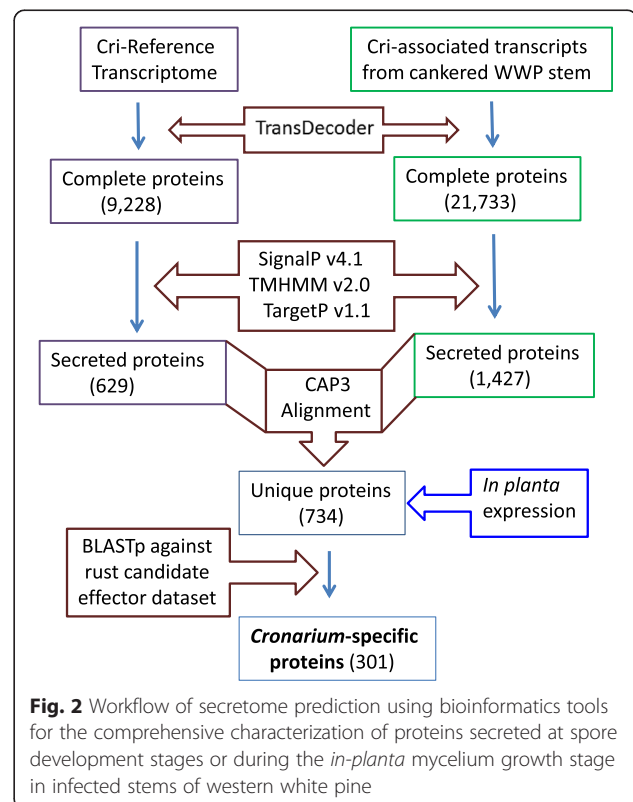 Cri-Reference
Transcriptome
Cri-associated transcripts
from cankered WWP stem
TransDecoder
Complete proteins
(9,228)
Complete proteins
(21,733)
SignalP v4.1
TMHMM v2.0
TargetP v1.1
Secreted proteins
(629)
Secreted proteins
(1,427)
CAP3
Alignment
Unique proteins
(734)
In planta
expression
BLASTp against
rust candidate
effector dataset
Cronarium-specific
proteins (301)
Fig. 2 Workflow of secretome prediction using bioinformatics tools
for the comprehensive characterization of proteins secreted at spore
development stages or during the in-planta mycelium growth stage
in infected stems of western white pine